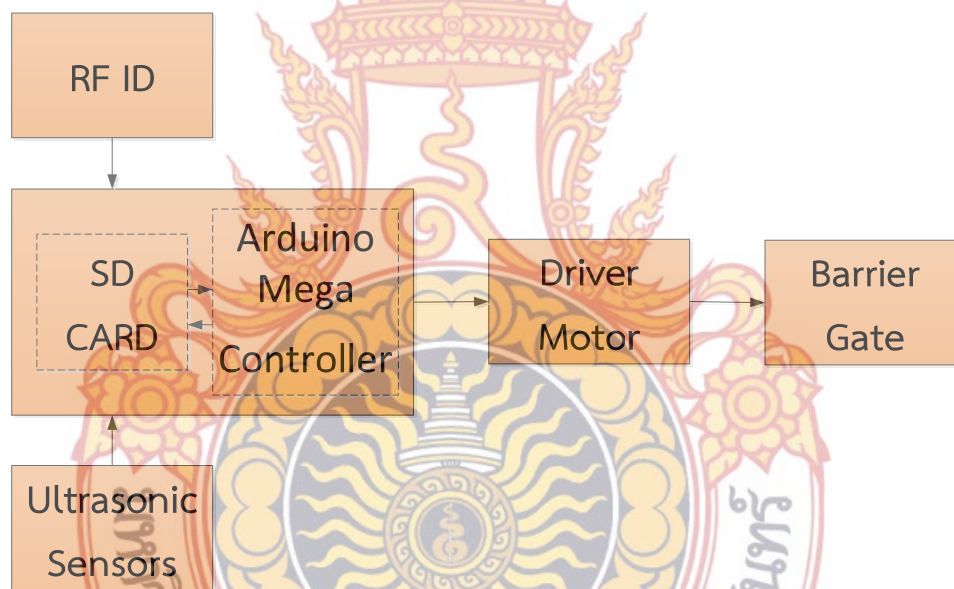 RF ID
SD
CARD
Arduino
Mega
Controller
Driver
Motor
Barrier
Gate
Ultrasonic
Sensors